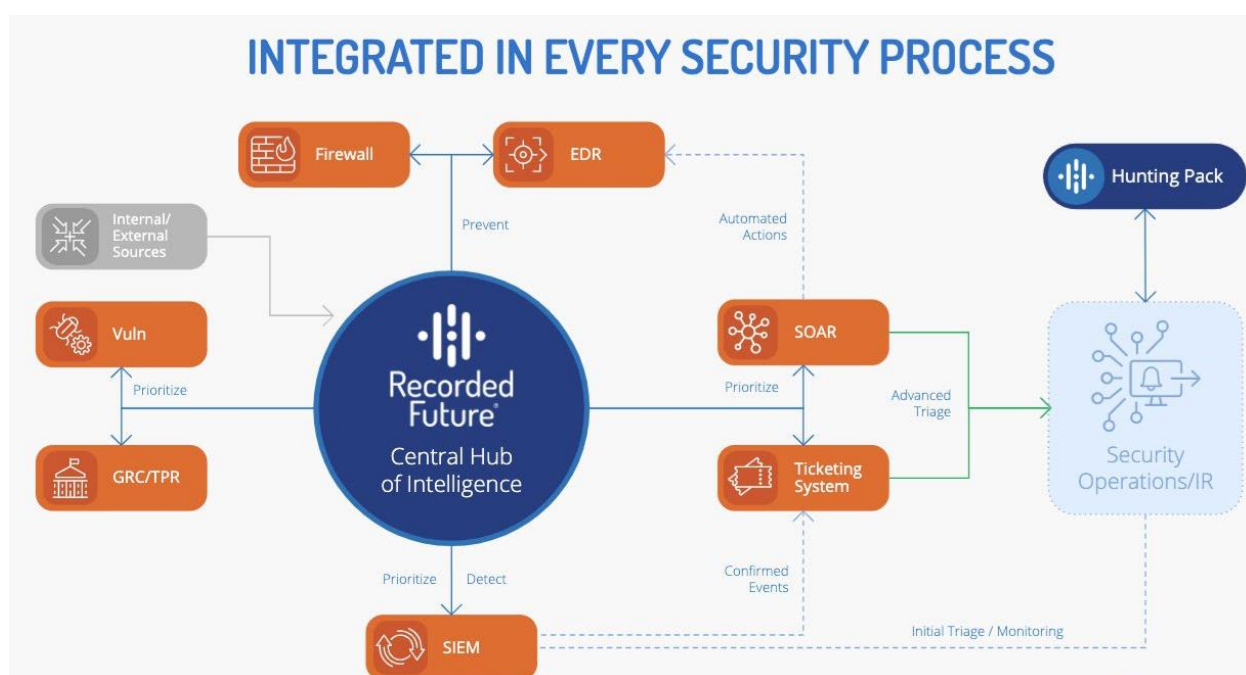 INTEGRATED IN EVERY SECURITY PROCESS
Firewall
EDR
Hunting Pack
Internal/
External
Sources
Prevent
Automated
Actions
Vuln
Prioritize
GRC/TPR
Recorded
Future®
Central Hub
of Intelligence
SOAR
Prioritize
Advanced
Triage
Ticketing
System
Security
Operations/IR
Prioritize
Detect
Confirmed
Events
SIEM
Initial Triage / Monitoring